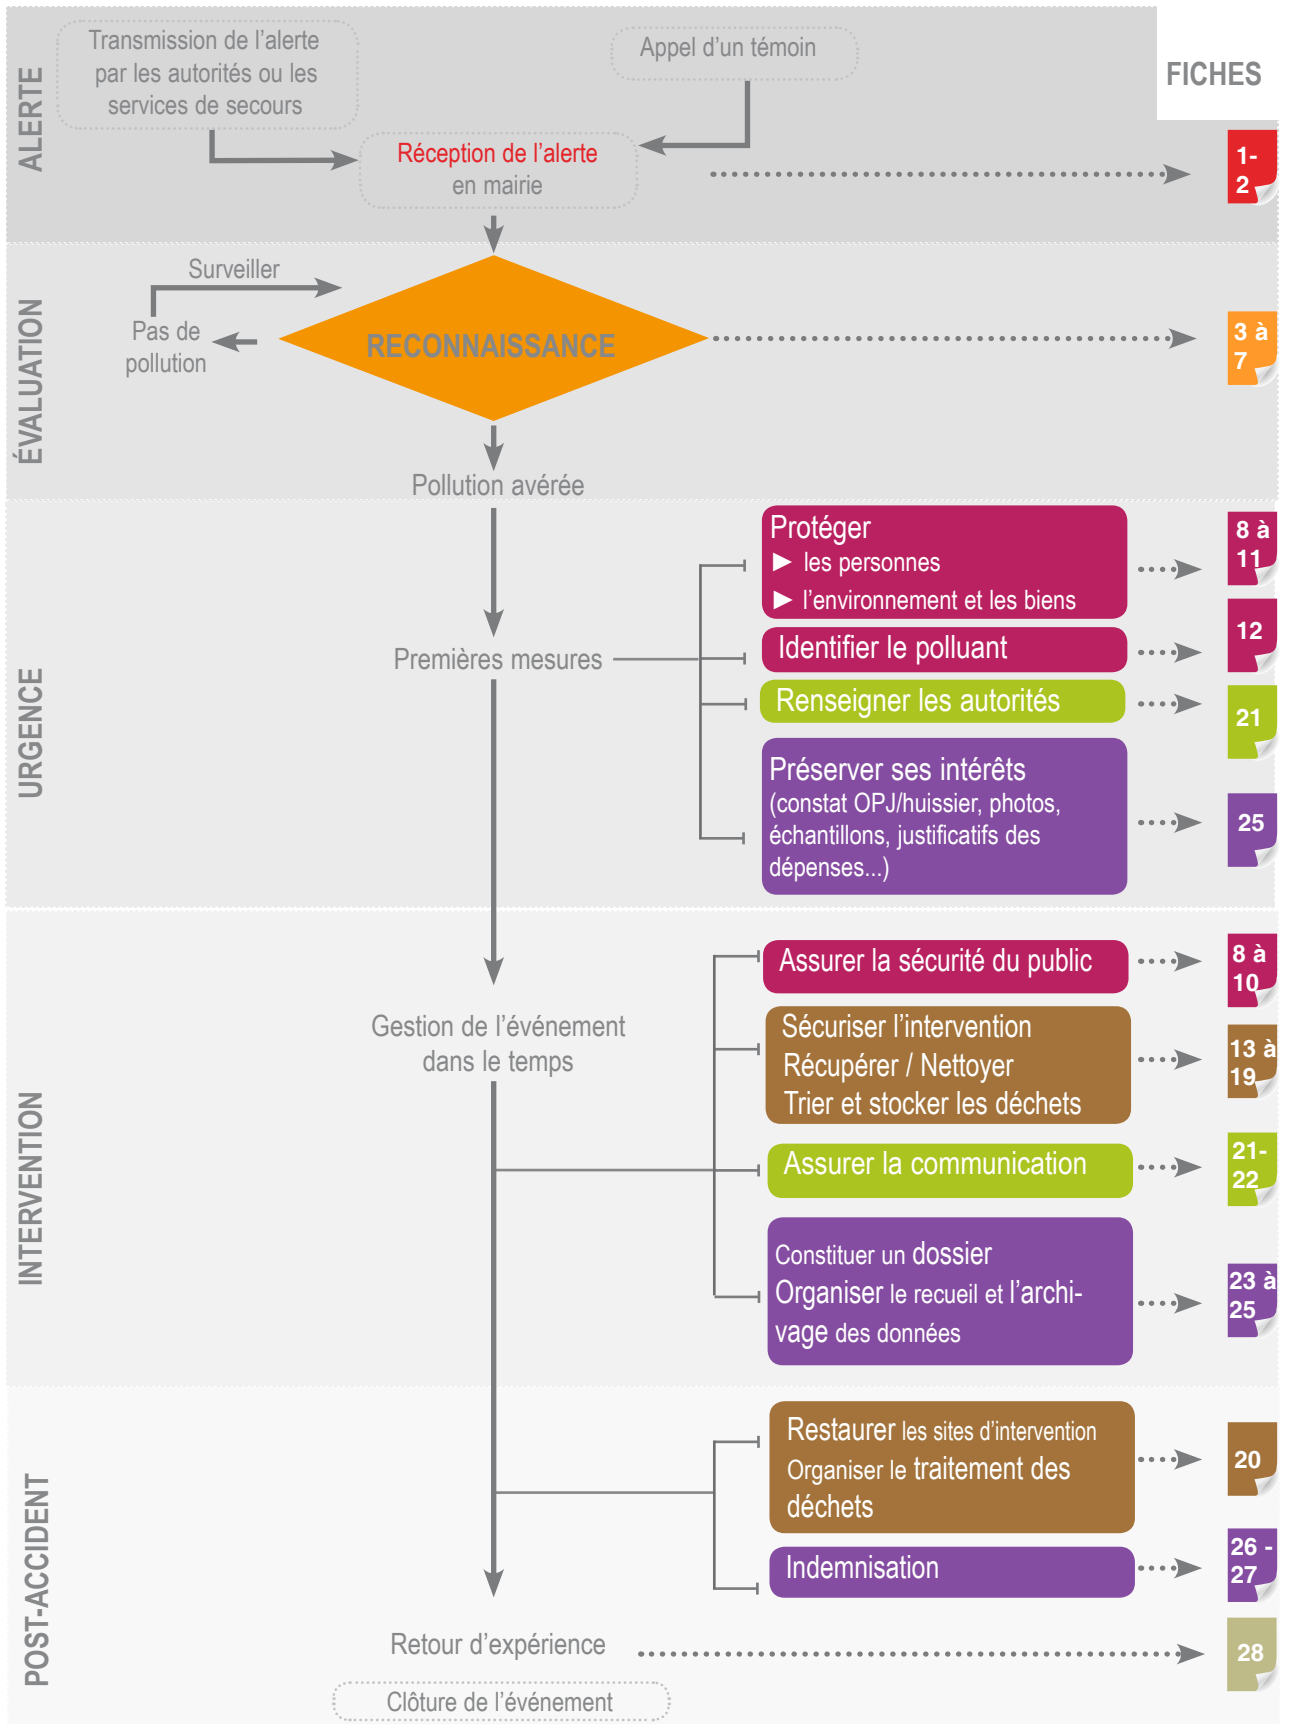 ALERTE
Transmission de l'alerte
par les autorités ou les
services de secours
Appel d'un témoin
FICHES
Réception de l'alerte
en mairie
1-
2
ÉVALUATION
Surveiller
Pas de
pollution
RECONNAISSANCE
3 à
7
Pollution avérée
URGENCE
Premières mesures
Protéger
► les personnes
► l'environnement et les biens
8 à
11
Identifier le polluant
12
Renseigner les autorités
21
Préserver ses intérêts
(constat OPJ/huissier, photos,
échantillons, justificatifs des
dépenses...)
25
INTERVENTION
Gestion de l'événement
dans le temps
Assurer la sécurité du public
8 à
10
Sécuriser l'intervention
Récupérer / Nettoyer
Trier et stocker les déchets
13 à
19
Assurer la communication
21-
22
Constituer un dossier
Organiser le recueil et l'archi-
vage des données
23 à
25
POST-ACCIDENT
Restaurer les sites d'intervention
Organiser le traitement des
déchets
20
Indemnisation
26 -
27
Retour d'expérience
28
Clôture de l'événement